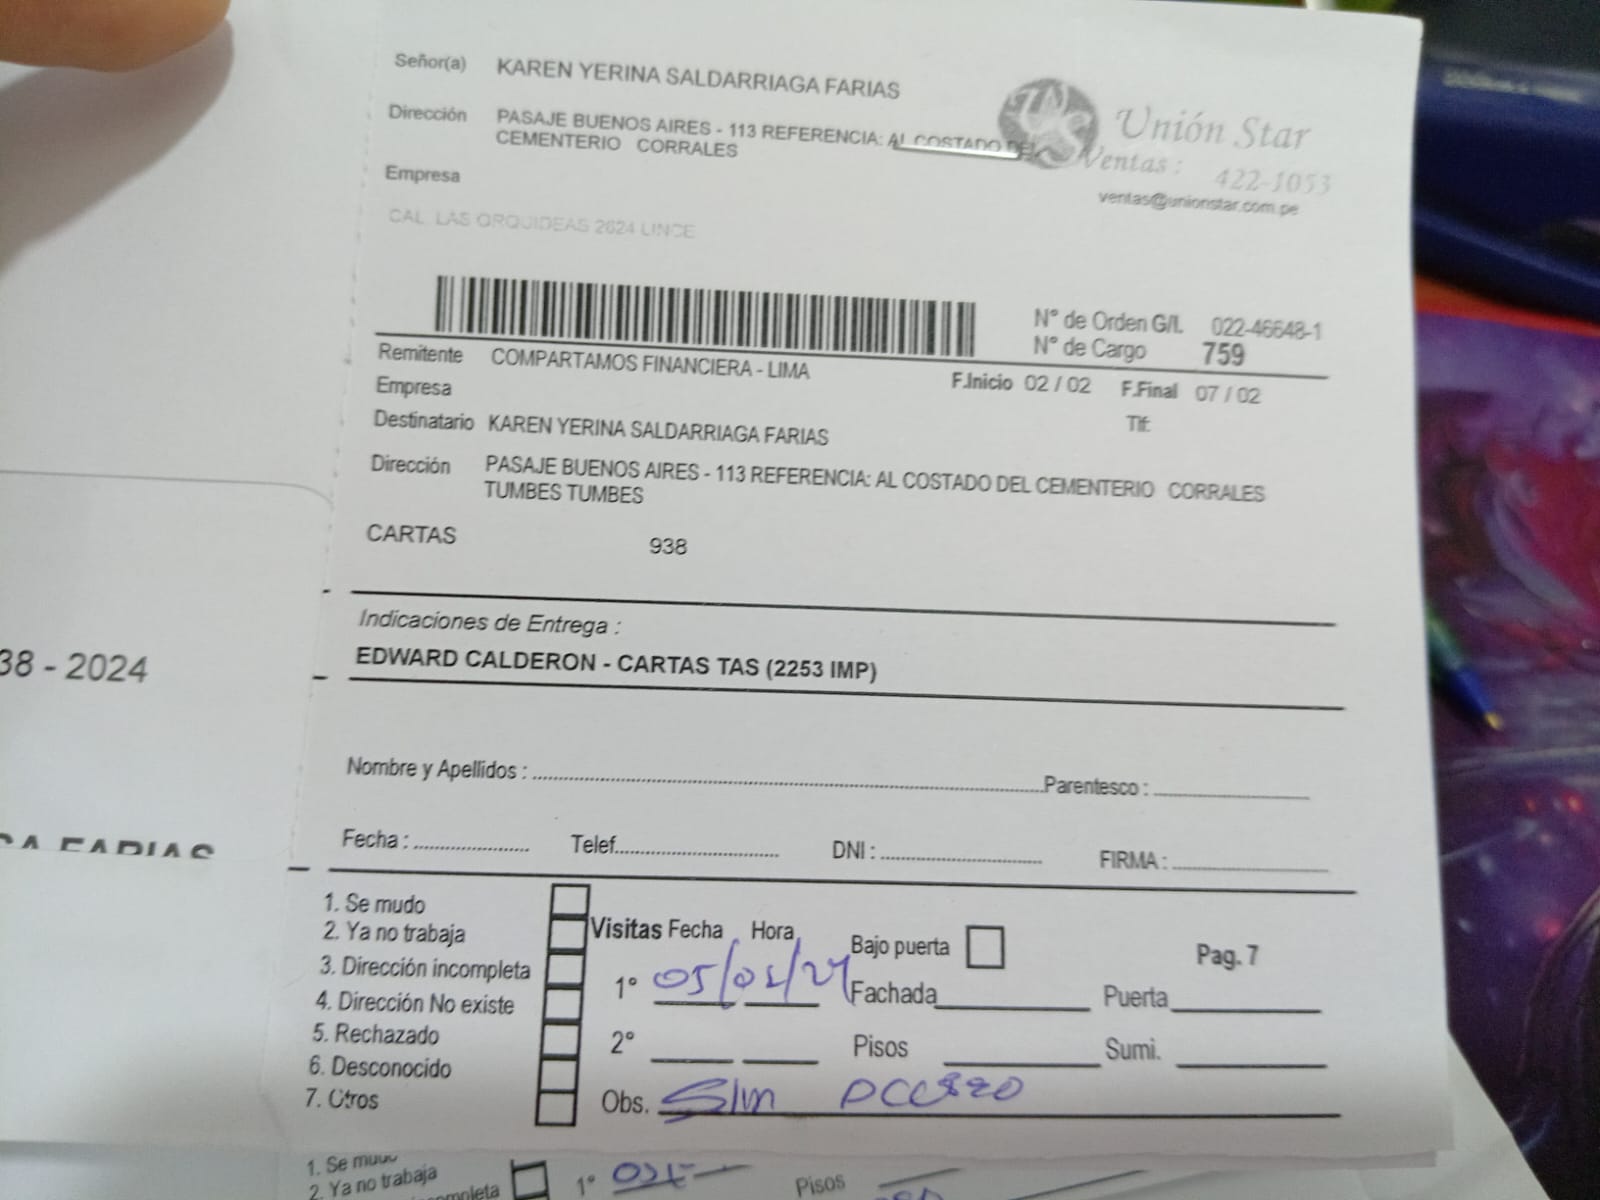 Señor(a) KAREN YERINA SALDARRIAGA FARIAS
Dirección PASAJE BUENOS AIRES - 113 REFERENCIA: AL COSTADO DEL
CEMENTERIO CORRALES
Unión Star
Ventas : 422-1053
ventas@unionstar.com.pe
Empresa
CAL. LAS ORQUIDEAS 2624 LINCE
N° de Orden G/I. 022-46648-1
N° de Cargo 759
Remitente COMPARTAMOS FINANCIERA - LIMA
F.Inicio 02 / 02 F.Final 07 / 02
Empresa
Tlf:
Destinatario KAREN YERINA SALDARRIAGA FARIAS
Dirección PASAJE BUENOS AIRES - 113 REFERENCIA: AL COSTADO DEL CEMENTERIO CORRALES
TUMBES TUMBES
CARTAS 938
Indicaciones de Entrega :
EDWARD CALDERON - CARTAS TAS (2253 IMP)
38 - 2024
Nombre y Apellidos : Parentesco :
Fecha : Telef. DNI : FIRMA :
FARIAS
1. Se mudo
2. Ya no trabaja
3. Dirección incompleta
4. Dirección No existe
5. Rechazado
6. Desconocido
7. Otros
Visitas Fecha Hora Bajo puerta Pag. 7
1° 05/02/24 Fachada Puerta
2° Pisos Sumi.
Obs. Sin acceso
1. Se
2. Ya no trabaja
1° Pisos